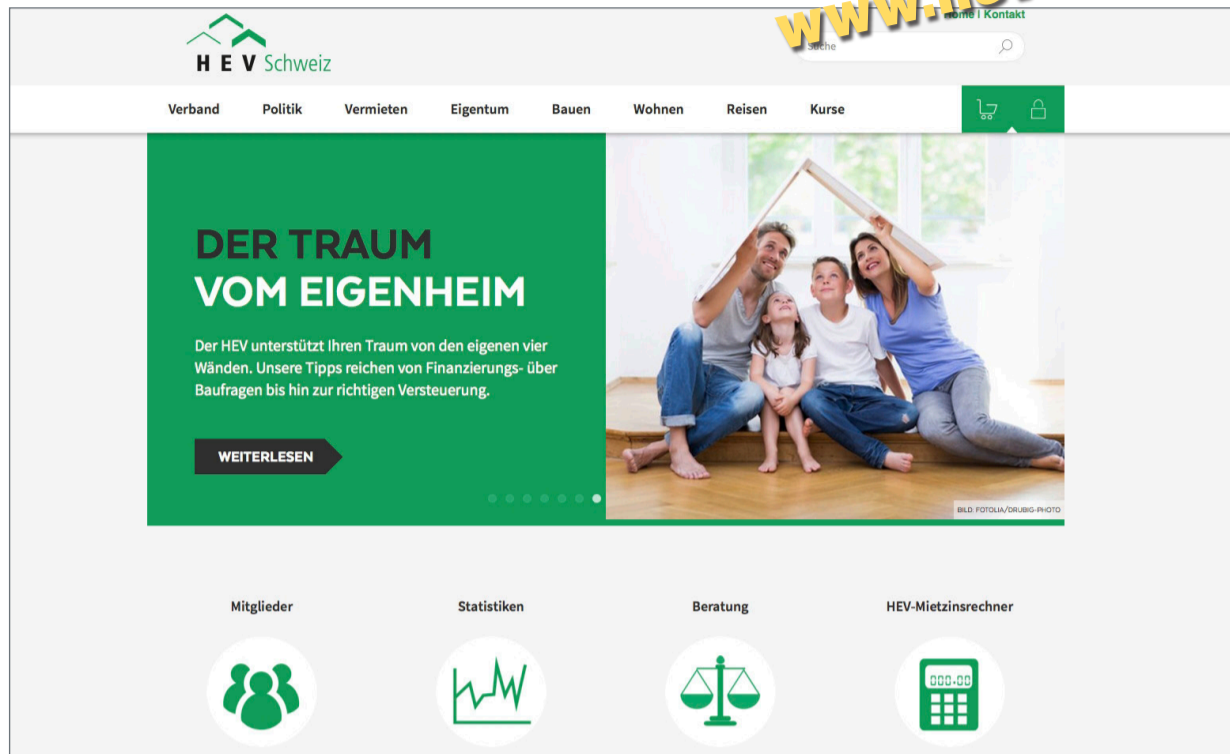 www.
Home | Kontakt
HEV Schweiz
Suche
Verband Politik Vermieten Eigentum Bauen Wohnen Reisen Kurse
DER TRAUM
VOM EIGENHEIM
Der HEV unterstützt Ihren Traum von den eigenen vier
Wänden. Unsere Tipps reichen von Finanzierungs- über
Baufragen bis hin zur richtigen Versteuerung.
WEITERLESEN
BILD: FOTOLIA/DRUBIG-PHOTO
Mitglieder Statistiken Beratung HEV-Mietzinsrechner
000.00